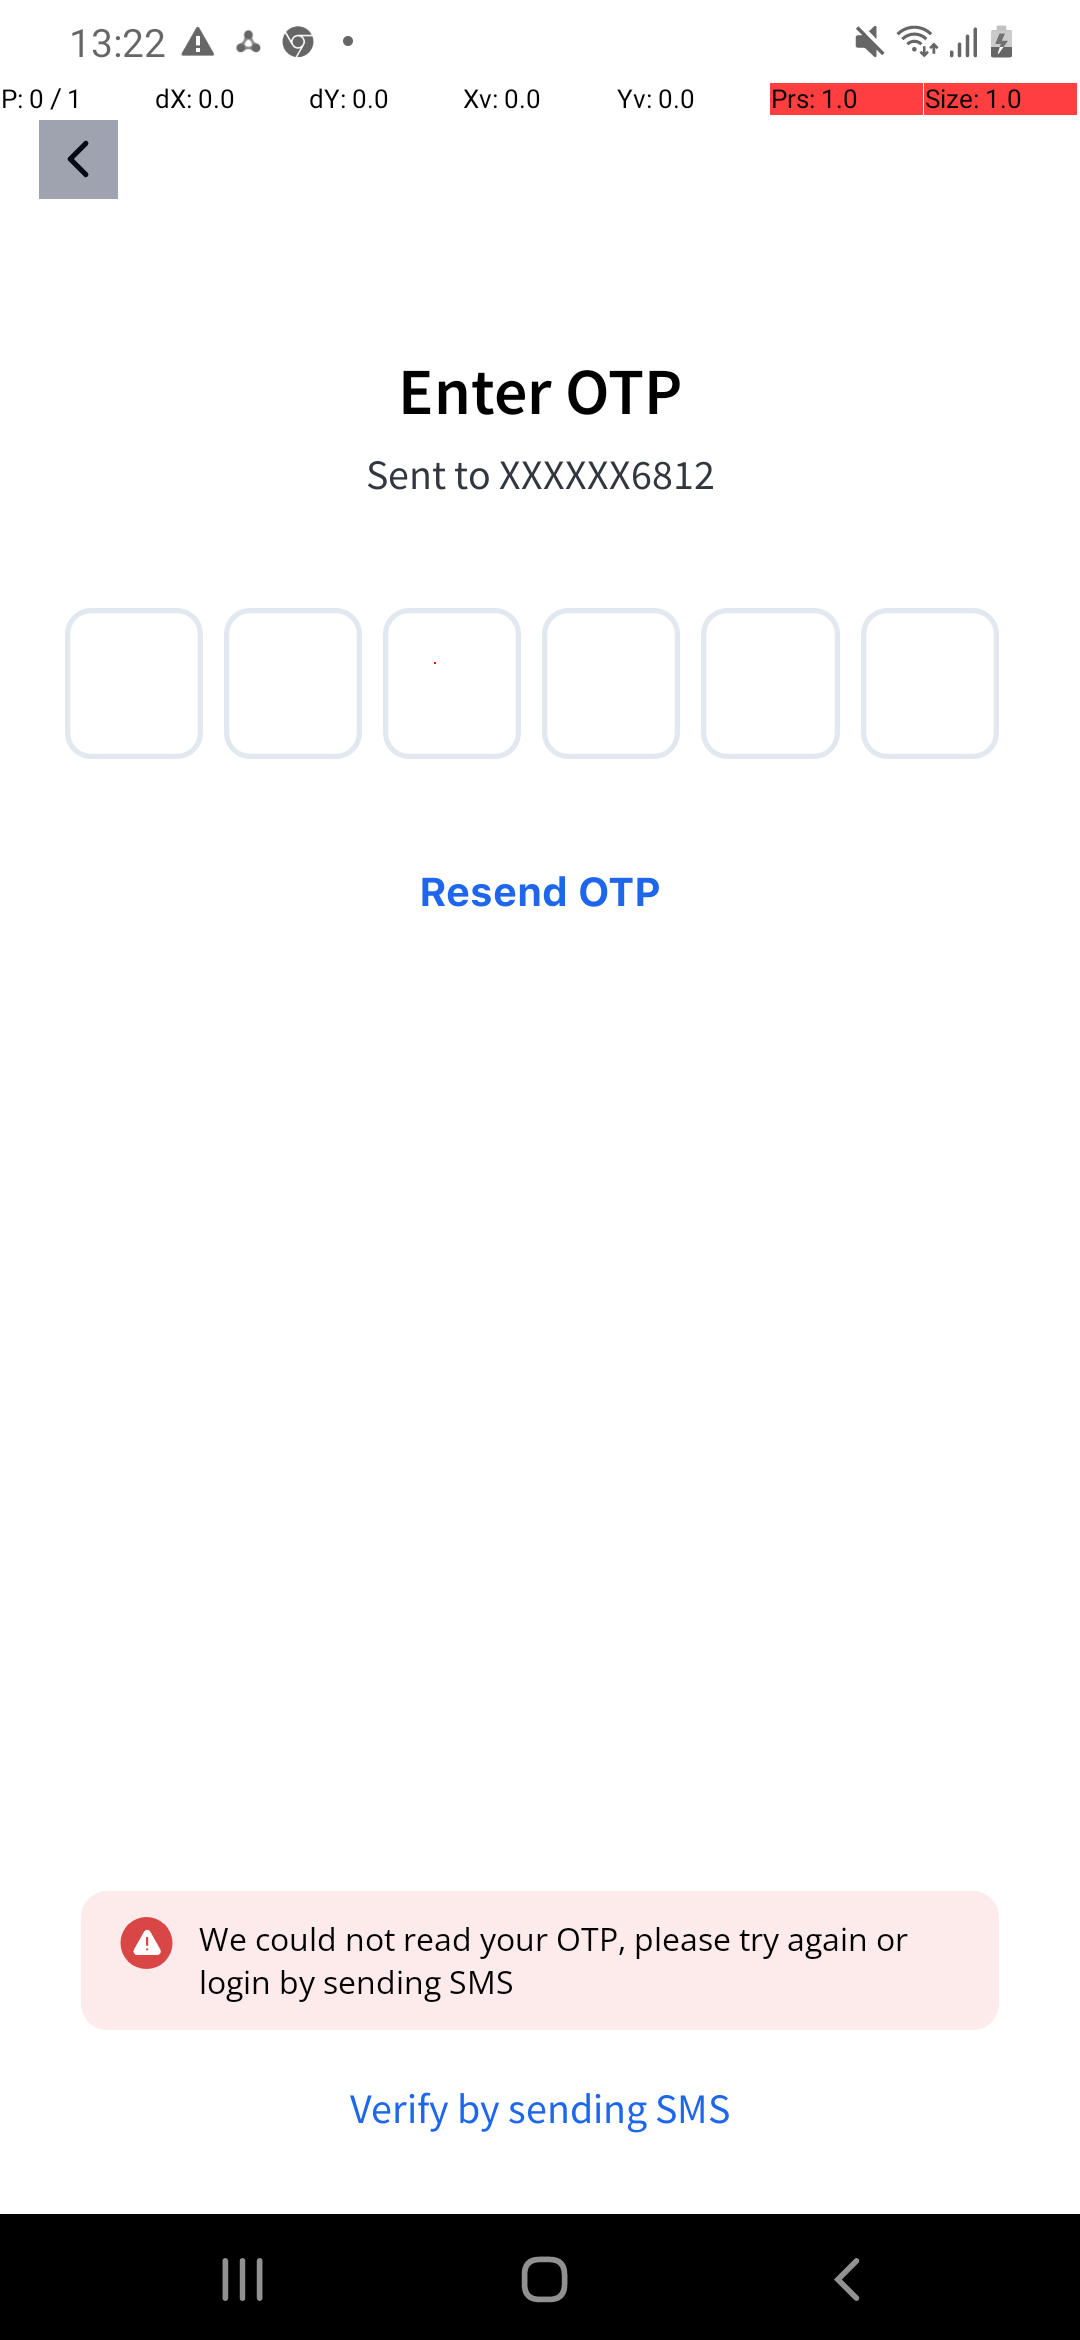 13:22
P: 0 / 1 dX: 0.0 dY: 0.0 Xv: 0.0 Yv: 0.0 Prs: 1.0 Size: 1.0
Enter OTP
Sent to XXXXXX6812
Resend OTP
We could not read your OTP, please try again or
login by sending SMS
Verify by sending SMS